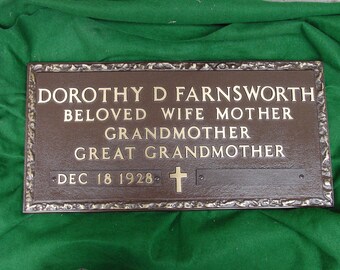 DOROTHY D FARNSWORTH
BELOVED WIFE MOTHER
GRANDMOTHER
GREAT GRANDMOTHER
DEC 18 1928